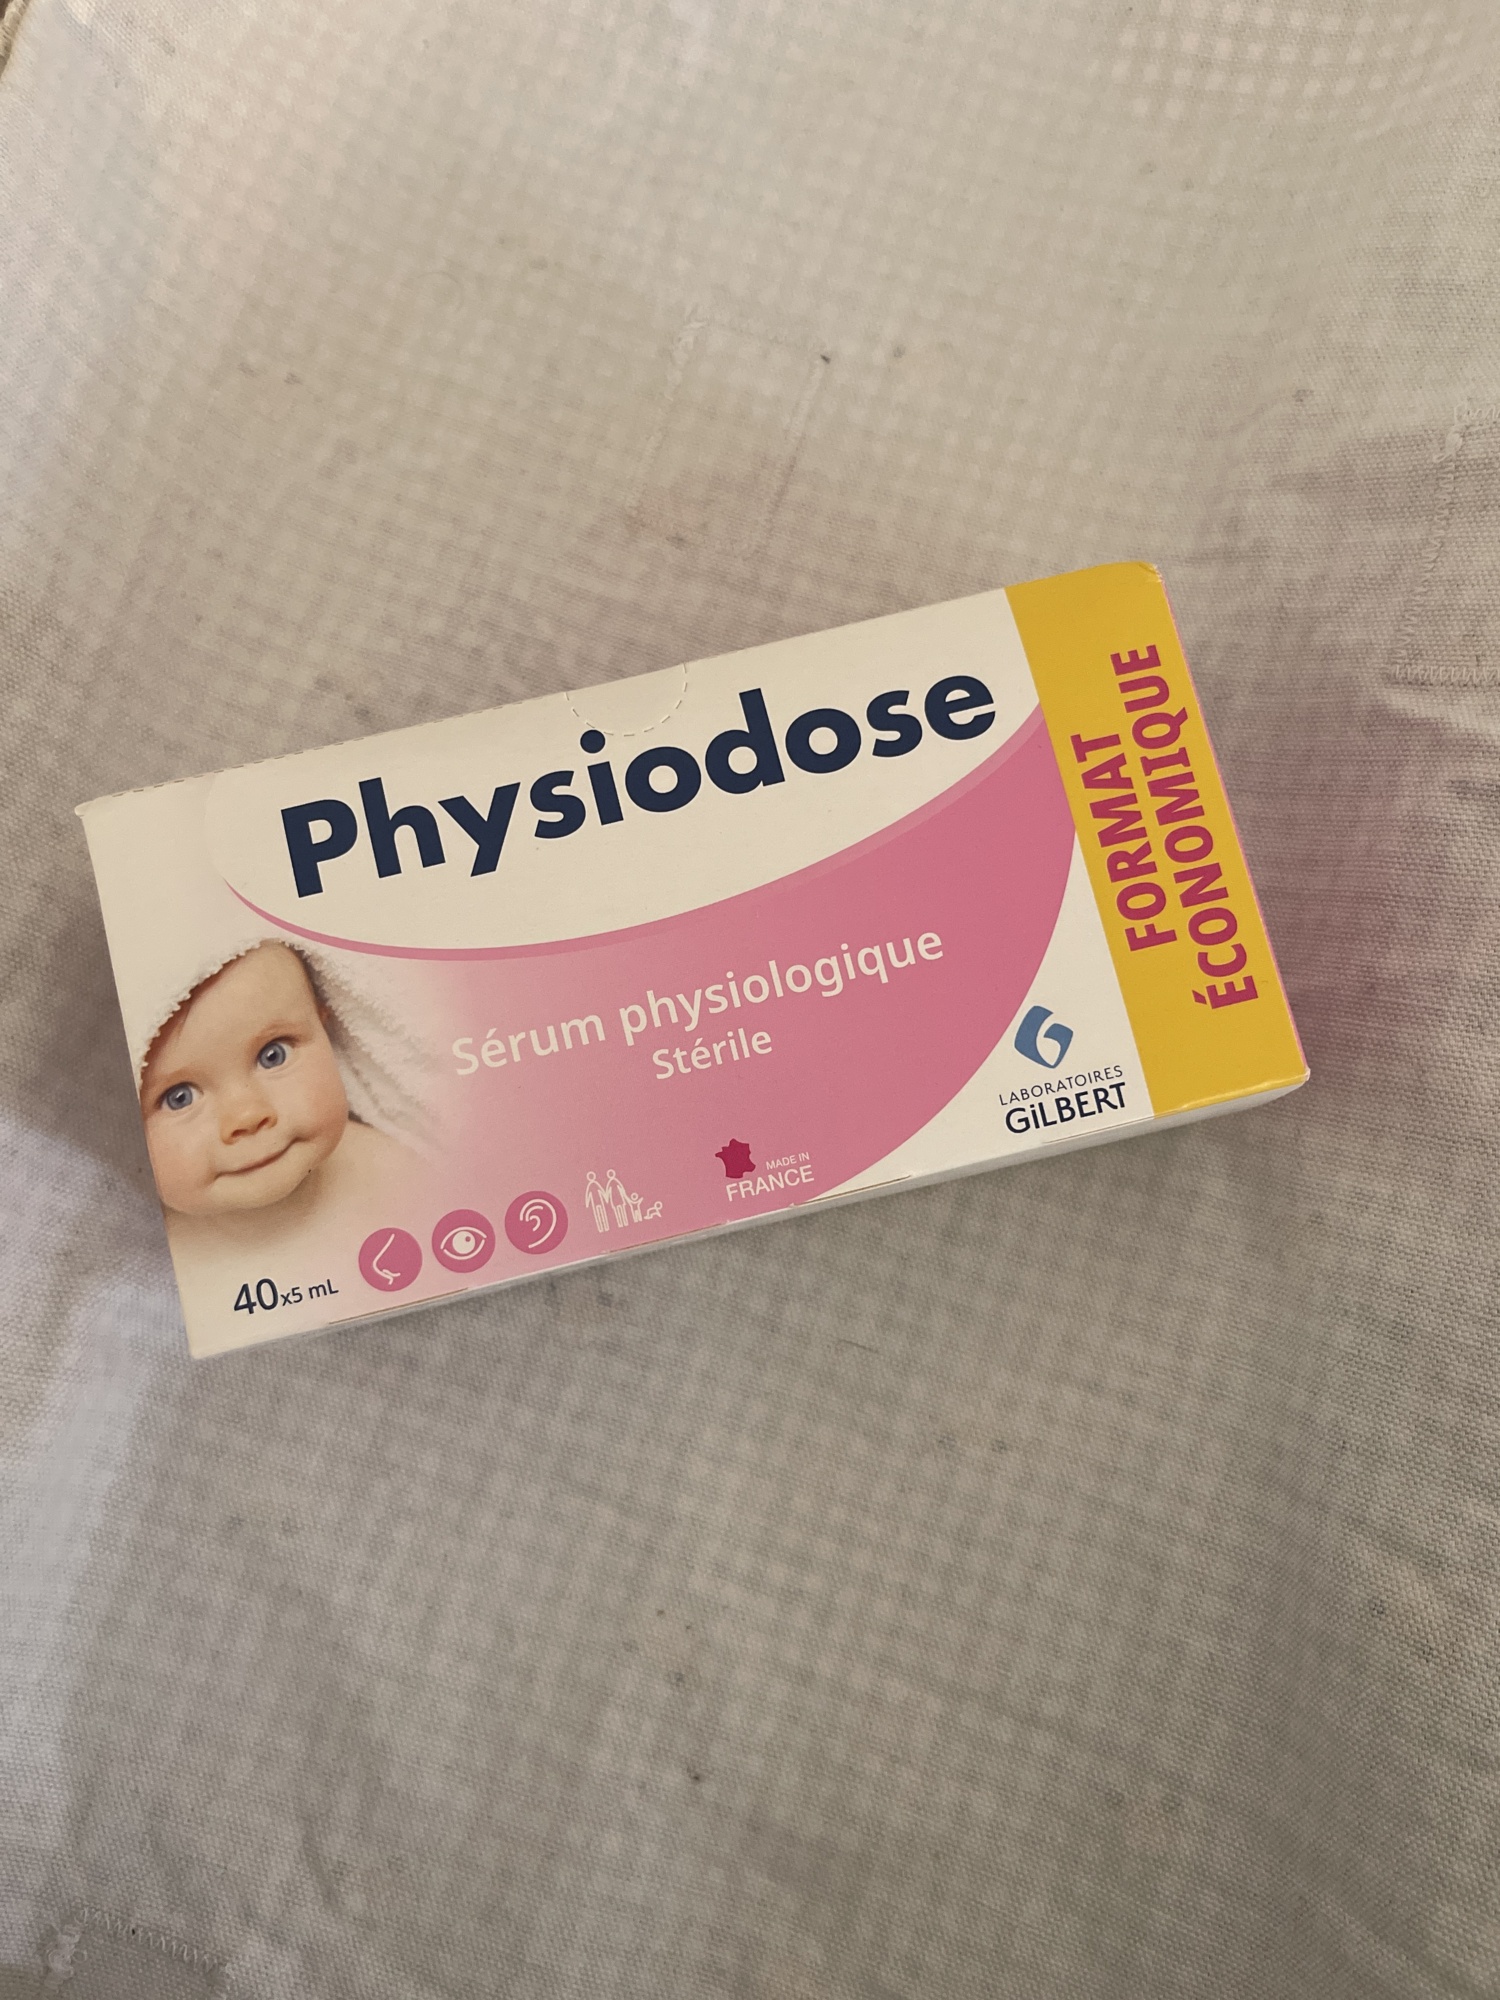 Physiodose
Sérum physiologique
Stérile
FORMAT
ÉCONOMIQUE
LABORATOIRES
GiLBERT
MADE IN
FRANCE
40x5 mL